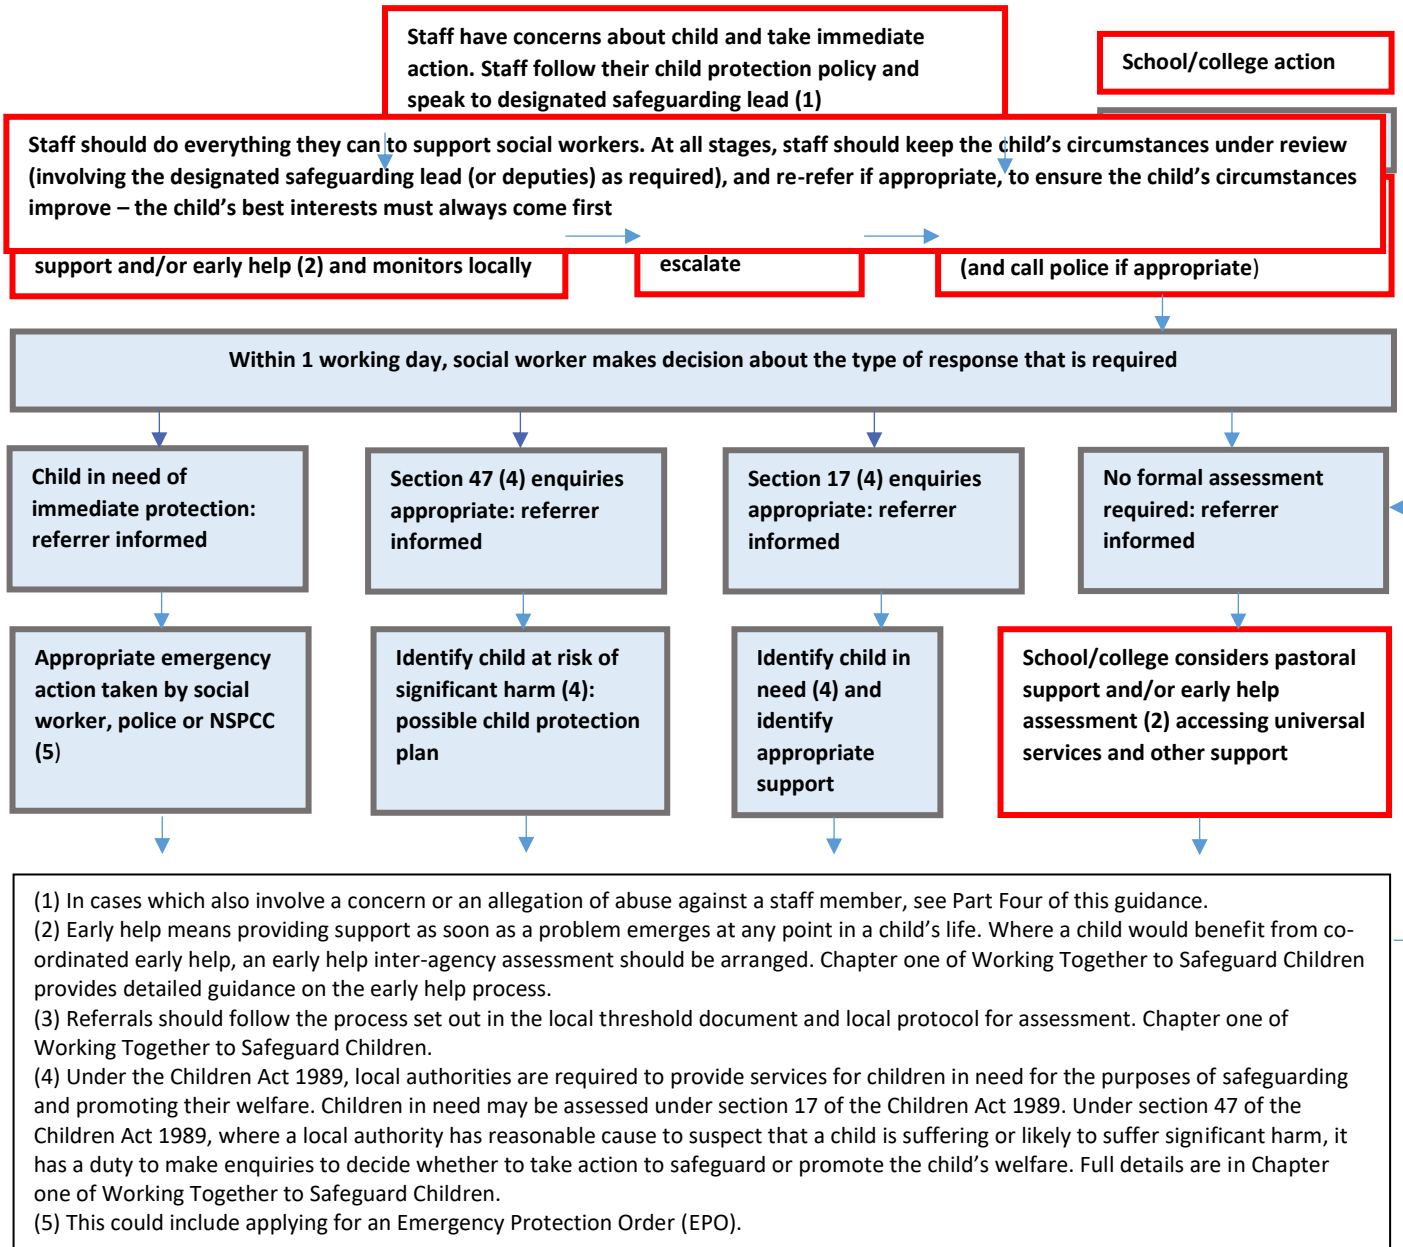 Staff have concerns about child and take immediate
action. Staff follow their child protection policy and
speak to designated safeguarding lead (1)
School/college action
Staff should do everything they can to support social workers. At all stages, staff should keep the child’s circumstances under review
(involving the designated safeguarding lead (or deputies) as required), and re-refer if appropriate, to ensure the child’s circumstances
improve – the child’s best interests must always come first
support and/or early help (2) and monitors locally
escalate
(and call police if appropriate)
Within 1 working day, social worker makes decision about the type of response that is required
Child in need of
immediate protection:
referrer informed
Section 47 (4) enquiries
appropriate: referrer
informed
Section 17 (4) enquiries
appropriate: referrer
informed
No formal assessment
required: referrer
informed
Appropriate emergency
action taken by social
worker, police or NSPCC
(5)
Identify child at risk of
significant harm (4):
possible child protection
plan
Identify child in
need (4) and
identify
appropriate
support
School/college considers pastoral
support and/or early help
assessment (2) accessing universal
services and other support
(1) In cases which also involve a concern or an allegation of abuse against a staff member, see Part Four of this guidance.
(2) Early help means providing support as soon as a problem emerges at any point in a child’s life. Where a child would benefit from co-
ordinated early help, an early help inter-agency assessment should be arranged. Chapter one of Working Together to Safeguard Children
provides detailed guidance on the early help process.
(3) Referrals should follow the process set out in the local threshold document and local protocol for assessment. Chapter one of
Working Together to Safeguard Children.
(4) Under the Children Act 1989, local authorities are required to provide services for children in need for the purposes of safeguarding
and promoting their welfare. Children in need may be assessed under section 17 of the Children Act 1989. Under section 47 of the
Children Act 1989, where a local authority has reasonable cause to suspect that a child is suffering or likely to suffer significant harm, it
has a duty to make enquiries to decide whether to take action to safeguard or promote the child’s welfare. Full details are in Chapter
one of Working Together to Safeguard Children.
(5) This could include applying for an Emergency Protection Order (EPO).